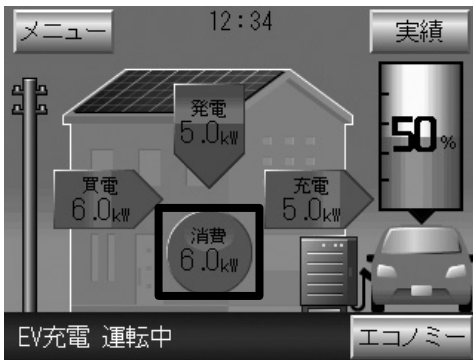 メニュー
12:34
実績
発電
5.0kW
50%
買電
6.0kW
充電
5.0kW
消費
6.0kW
EV充電 運転中
エコノミー